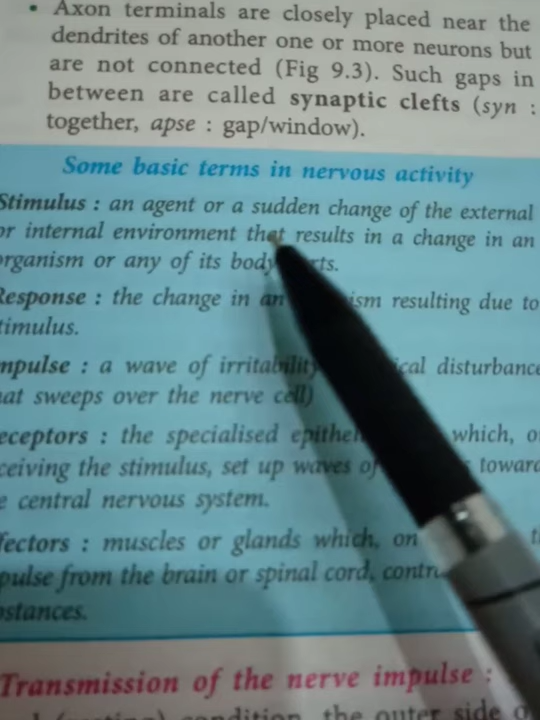 • Axon terminals are closely placed near the
dendrites of another one or more neurons but
are not connected (Fig 9.3). Such gaps in
between are called synaptic clefts (syn :
together, apse : gap/window).
Some basic terms in nervous activity
Stimulus : an agent or a sudden change of the external
or internal environment that results in a change in an
organism or any of its body
Response : the change in an resulting due to
timulus.
mpulse : a wave of irritability disturbance
hat sweeps over the nerve cell)
eceptors : the specialised which,
ceiving the stimulus, set up waves of toward
e central nervous system.
fectors : muscles or glands which, on
pulse from the brain or spinal cord,
bstances.
Transmission of the nerve impulse :
condition, the outer side